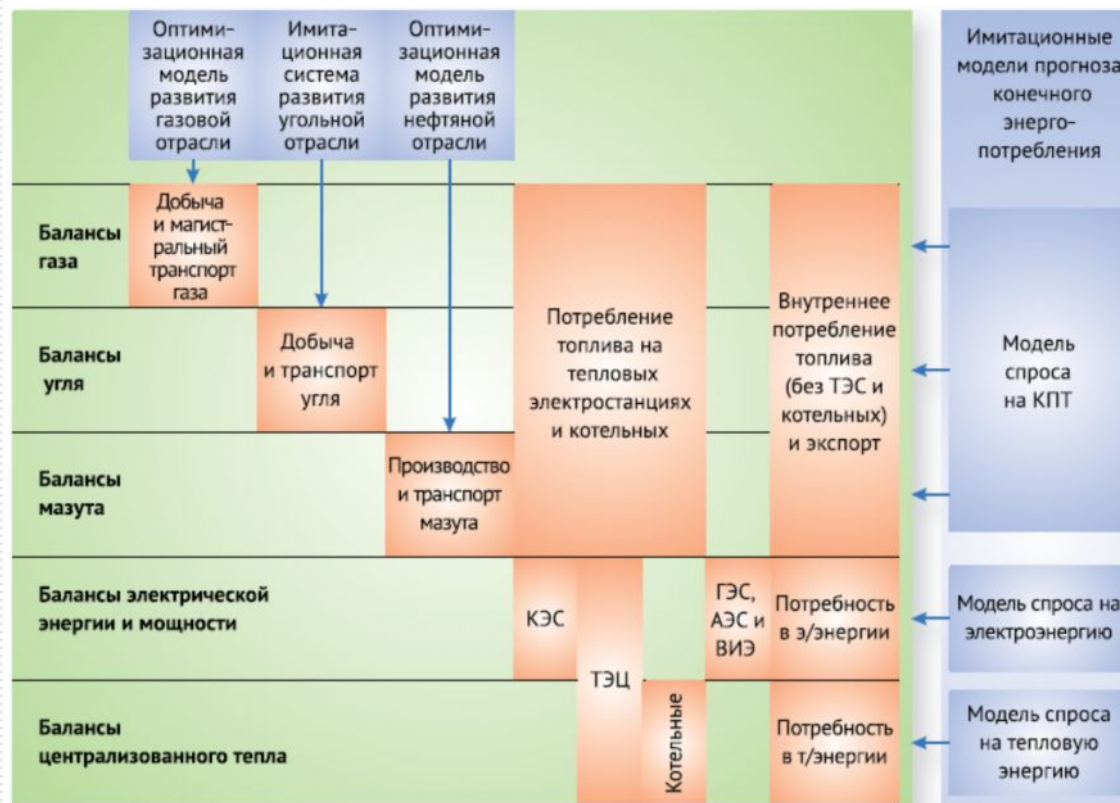 Оптими-
зационная
модель
развития
газовой
отрасли
Имита-
ционная
система
развития
угольной
отрасли
Оптими-
зационная
модель
развития
нефтяной
отрасли
Имитационные
модели прогноза
конечного
энерго-
потребления
Балансы
газа
Добыча
и магист-
ральный
транспорт
газа
Балансы
угля
Добыча
и транспорт
угля
Балансы
мазута
Производство
и транспорт
мазута
Потребление
топлива на
тепловых
электростанциях
и котельных
Внутреннее
потребление
топлива
(без ТЭС и
котельных)
и экспорт
Модель
спроса
на КПТ
Балансы электрической
энергии и мощности
КЭС
ТЭЦ
ГЭС,
АЭС и
ВИЭ
Потребность
в э/энергии
Модель спроса на
электроэнергию
Балансы
централизованного тепла
Котельные
Потребность
в т/энергии
Модель спроса
на тепловую
энергию